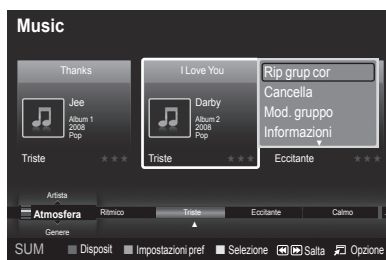 Music
Thanks
I Love You
Rip grup cor
Cancella
Mod. gruppo
Informazioni
Jee
Album 1
2008
Pop
Darby
Album 2
2008
Pop
Triste
Triste
Eccitante
Artista
Atmosfera
Genere
Ritmico
Triste
Eccitante
Calmo
SUM Disposit Impostazioni pref Selezione Salta Opzione